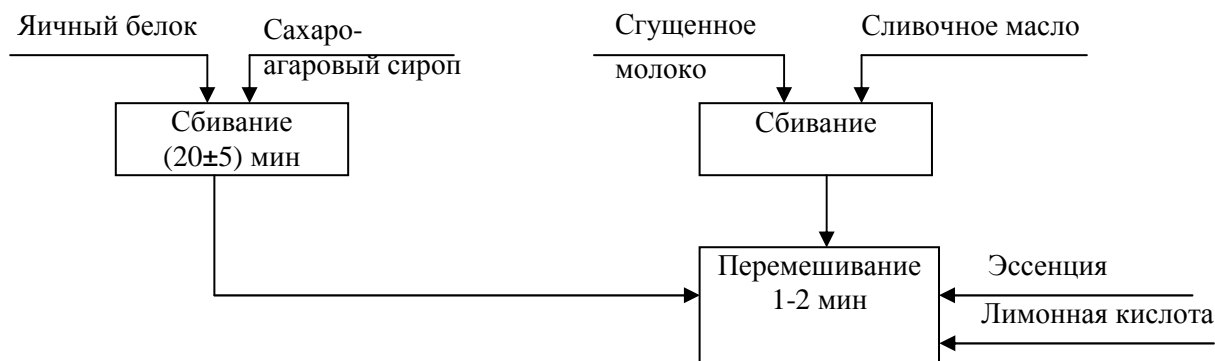 Яичный белок
Сахаро-
агаровый сироп
Сгущенное
молоко
Сливочное масло
Сбивание
(20±5) мин
Сбивание
Перемешивание
1-2 мин
Эссенция
Лимонная кислота